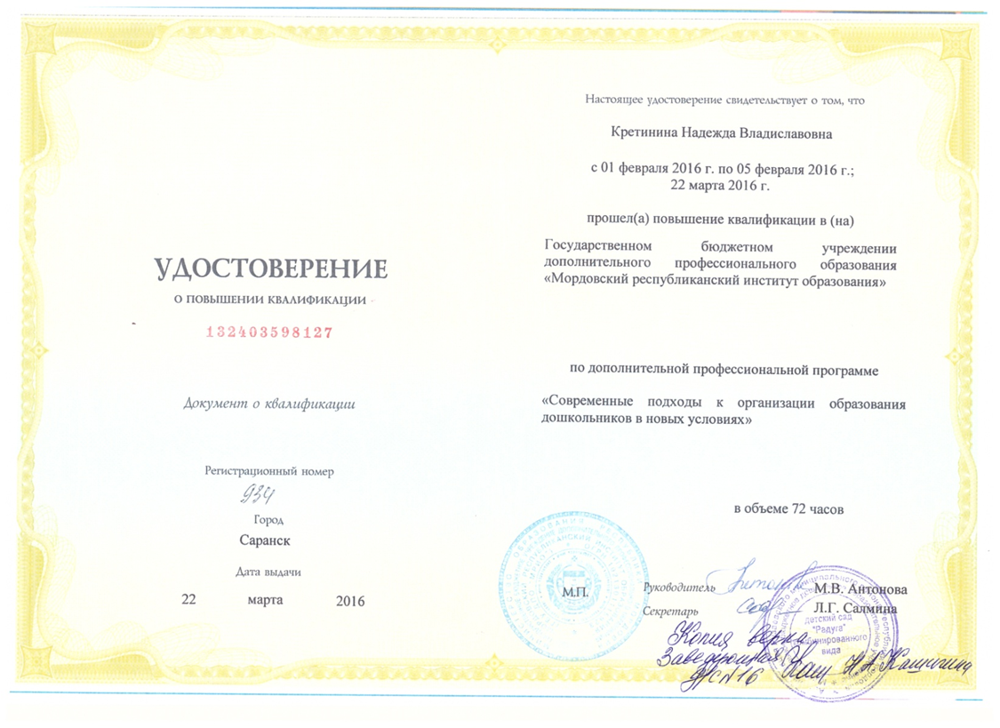 УДОСТОВЕРЕНИЕ
О ПОВЫШЕНИИ КВАЛИФИКАЦИИ
132403598127
Документ о квалификации
Регистрационный номер
934
Город
Саранск
Дата выдачи
22 марта 2016
Настоящее удостоверение свидетельствует о том, что
Кретинина Надежда Владиславовна
с 01 февраля 2016 г. по 05 февраля 2016 г.;
22 марта 2016 г.
прошел(а) повышение квалификации в (на)
Государственном бюджетном учреждении
дополнительного профессионального образования
«Мордовский республиканский институт образования»
по дополнительной профессиональной программе
«Современные подходы к организации образования
дошкольников в новых условиях»
в объеме 72 часов
М.П.
Руководитель М.В. Антонова
Секретарь Л.Г. Салмина
детский сад
"Радуга"
комбинированного
вида
Копия верна
Заведующая